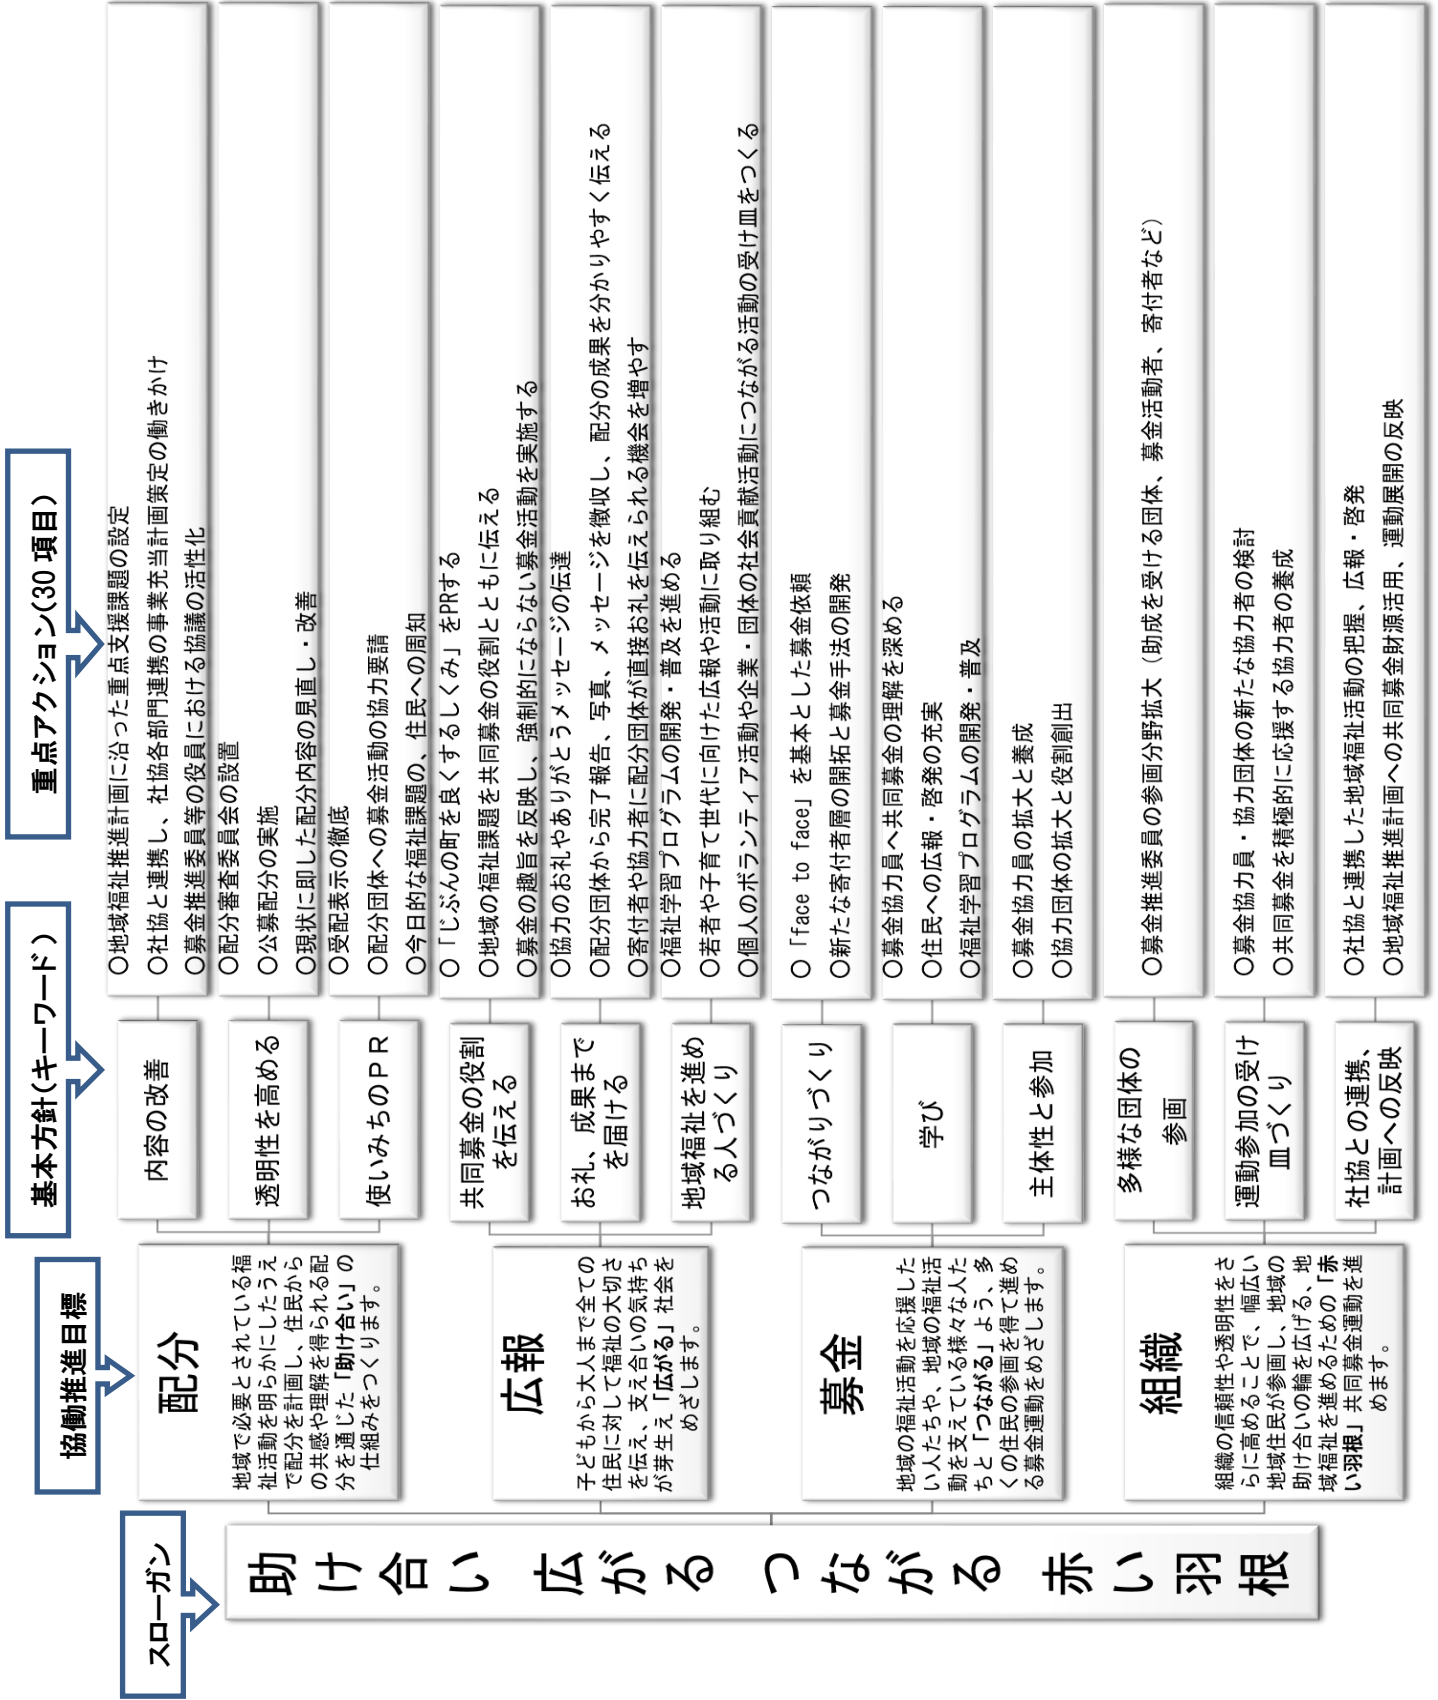 スローガン
協働推進目標
基本方針(キーワード)
重点アクション(30項目)
助け合い 広がる つながる 赤い羽根
配分
地域で必要とされている福
祉活動を明らかにしたうえ
で配分を計画し、住民から
の共感や理解を得られる配
分を通じた「助け合い」の
仕組みをつくります。
内容の改善
〇地域福祉推進計画に沿った重点支援課題の設定
〇社協と連携し、社協各部門連携の事業充当計画策定の働きかけ
〇募金推進委員等の役員における協議の活性化
透明性を高める
〇配分審査委員会の設置
〇公募配分の実施
〇現状に即した配分内容の見直し・改善
使いみちのPR
〇受配表示の徹底
〇配分団体への募金活動の協力要請
〇今日的な福祉課題の、住民への周知
広報
子どもから大人まで全ての
住民に対して福祉の大切さ
を伝え、支え合いの気持ち
が芽生え「広がる」社会を
めざします。
共同募金の役割
を伝える
〇「じぶんの町を良くするしくみ」をPRする
〇地域の福祉課題を共同募金の役割とともに伝える
〇募金の趣旨を反映し、強制的にならない募金活動を実施する
お礼、成果まで
を届ける
〇協力のお礼やありがとうメッセージの伝達
〇配分団体から完了報告、写真、メッセージを徴収し、配分の成果を分かりやすく伝える
〇寄付者や協力者に配分団体が直接お礼を伝えられる機会を増やす
地域福祉を進め
る人づくり
〇福祉学習プログラムの開発・普及を進める
〇若者や子育て世代に向けた広報や活動に取り組む
〇個人のボランティア活動や企業・団体の社会貢献活動につながる活動の受け皿をつくる
募金
地域の福祉活動を応援した
い人たちや、地域の福祉活
動を支えている様々な人た
ちと「つながる」よう、多
くの住民の参画を得て進め
る募金運動をめざします。
つながりづくり
〇「face to face」を基本とした募金依頼
〇新たな寄付者層の開拓と募金手法の開発
学び
〇募金協力員へ共同募金の理解を深める
〇住民への広報・啓発の充実
〇福祉学習プログラムの開発・普及
主体性と参加
〇募金協力員の拡大と養成
〇協力団体の拡大と役割創出
組織
組織の信頼性や透明性をさ
らに高めることで、幅広い
地域住民が参画し、地域の
助け合いの輪を広げる、地
域福祉を進めるための「赤
い羽根」共同募金運動を進
めます。
多様な団体の
参画
〇募金推進委員の参画分野拡大（助成を受ける団体、募金活動者、寄付者など）
運動参加の受け
皿づくり
〇募金協力員・協力団体の新たな協力者の検討
〇共同募金を積極的に応援する協力者の養成
社協との連携、
計画への反映
〇社協と連携した地域福祉活動の把握、広報・啓発
〇地域福祉推進計画への共同募金財源活用、運動展開の反映